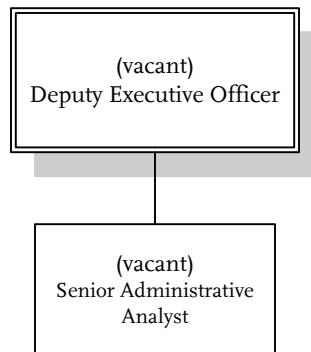 (vacant)
Deputy Executive Officer
(vacant)
Senior Administrative
Analyst